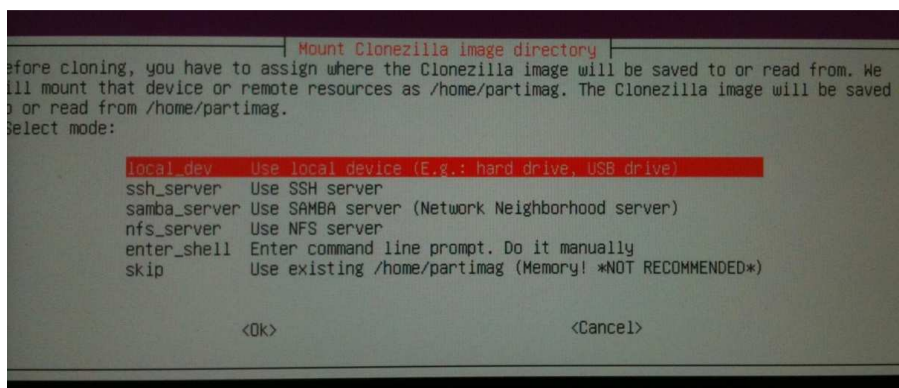 Mount Clonezilla image directory
efore cloning, you have to assign where the Clonezilla image will be saved to or read from. We
ill mount that device or remote resources as /home/partimag. The Clonezilla image will be saved
o or read from /home/partimag.
Select mode:
local_dev Use local device (E.g.: hard drive, USB drive)
ssh_server Use SSH server
samba_server Use SAMBA server (Network Neighborhood server)
nfs_server Use NFS server
enter_shell Enter command line prompt. Do it manually
skip Use existing /home/partimag (Memory! *NOT RECOMMENDED*)
<Ok> <Cancel>